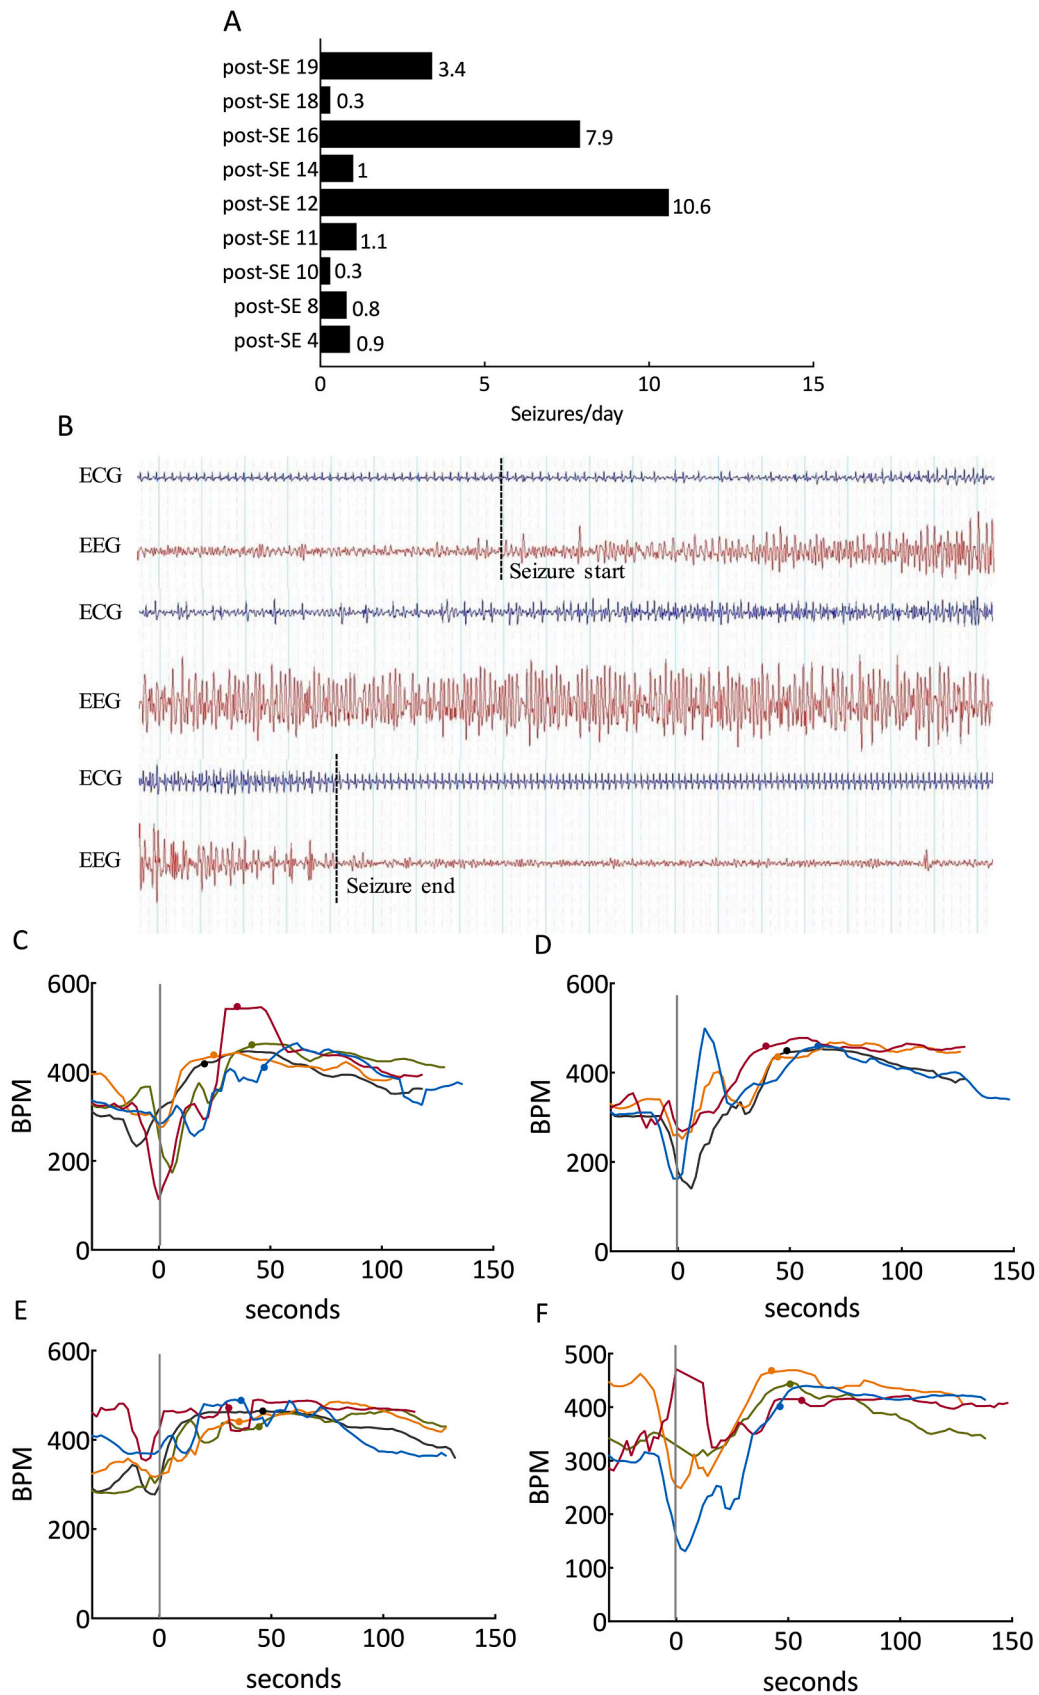 A
post-SE 19
3.4
post-SE 18
0.3
post-SE 16
7.9
post-SE 14
1
post-SE 12
10.6
post-SE 11
1.1
post-SE 10
0.3
post-SE 8
0.8
post-SE 4
0.9
0 5 10 15
Seizures/day
B
ECG
EEG
Seizure start
ECG
EEG
ECG
EEG
Seizure end
C
600
400
200
0
BPM
0 50 100 150
seconds
D
600
400
200
0
BPM
0 50 100 150
seconds
E
600
400
200
0
BPM
0 50 100 150
seconds
F
500
400
300
200
100
0
BPM
0 50 100 150
seconds